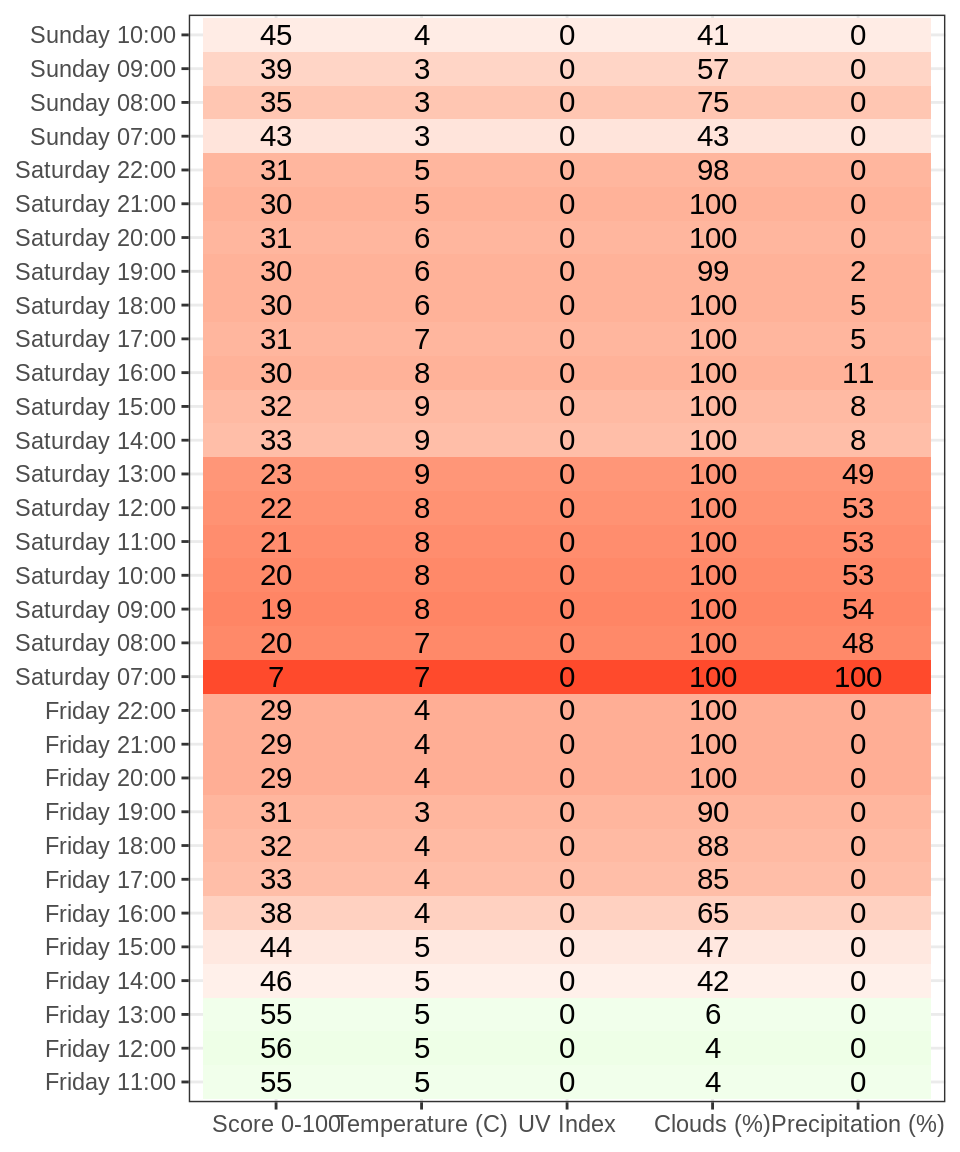 Sunday 10:00 45 4 0 41 0
Sunday 09:00 39 3 0 57 0
Sunday 08:00 35 3 0 75 0
Sunday 07:00 43 3 0 43 0
Saturday 22:00 31 5 0 98 0
Saturday 21:00 30 5 0 100 0
Saturday 20:00 31 6 0 100 0
Saturday 19:00 30 6 0 99 2
Saturday 18:00 30 6 0 100 5
Saturday 17:00 31 7 0 100 5
Saturday 16:00 30 8 0 100 11
Saturday 15:00 32 9 0 100 8
Saturday 14:00 33 9 0 100 8
Saturday 13:00 23 9 0 100 49
Saturday 12:00 22 8 0 100 53
Saturday 11:00 21 8 0 100 53
Saturday 10:00 20 8 0 100 53
Saturday 09:00 19 8 0 100 54
Saturday 08:00 20 7 0 100 48
Saturday 07:00 7 7 0 100 100
Friday 22:00 29 4 0 100 0
Friday 21:00 29 4 0 100 0
Friday 20:00 29 4 0 100 0
Friday 19:00 31 3 0 90 0
Friday 18:00 32 4 0 88 0
Friday 17:00 33 4 0 85 0
Friday 16:00 38 4 0 65 0
Friday 15:00 44 5 0 47 0
Friday 14:00 46 5 0 42 0
Friday 13:00 55 5 0 6 0
Friday 12:00 56 5 0 4 0
Friday 11:00 55 5 0 4 0
Score 0-100 Temperature (C) UV Index Clouds (%) Precipitation (%)